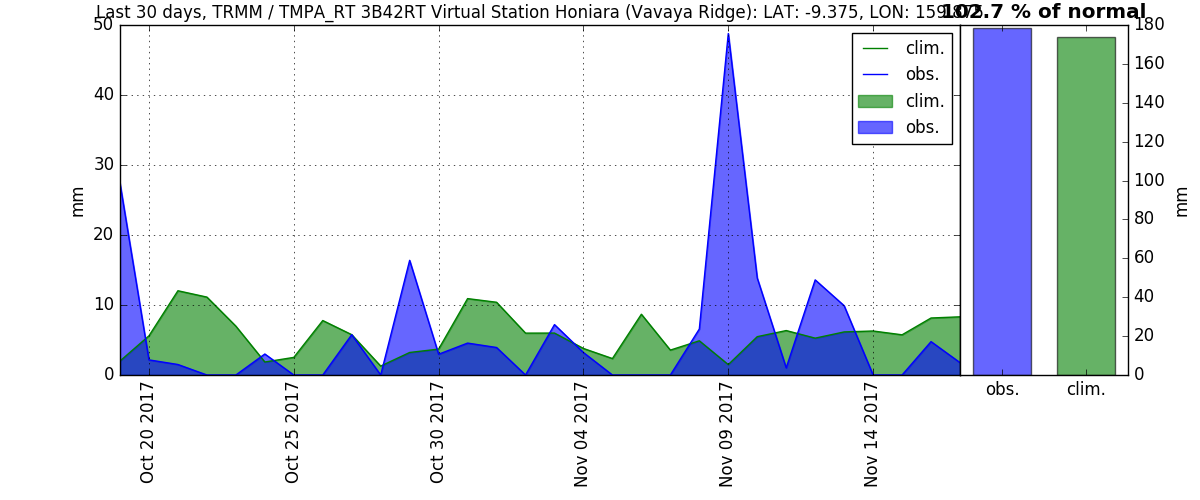 Last 30 days, TRMM / TMPA_RT 3B42RT Virtual Station Honiara (Vavaya Ridge): LAT: -9.375, LON: 159.875
102.7 % of normal
50
40
30
20
10
0
mm
clim.
obs.
clim.
obs.
Oct 20 2017
Oct 25 2017
Oct 30 2017
Nov 04 2017
Nov 09 2017
Nov 14 2017
180
160
140
120
100
80
60
40
20
0
mm
obs.
clim.